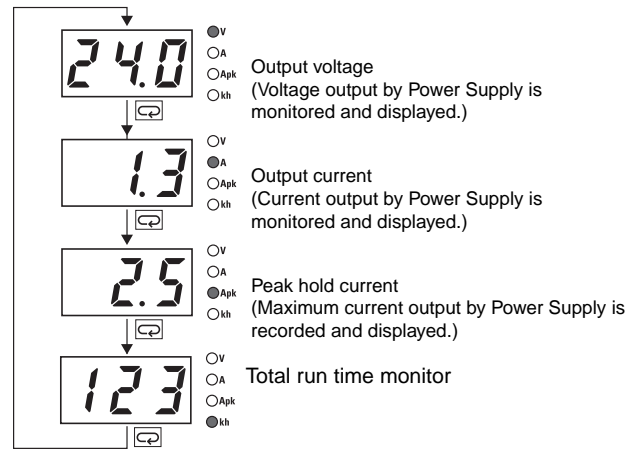 24.0
V
A
Apk
kh
Output voltage
(Voltage output by Power Supply is
monitored and displayed.)
1.3
V
A
Apk
kh
Output current
(Current output by Power Supply is
monitored and displayed.)
2.5
V
A
Apk
kh
Peak hold current
(Maximum current output by Power Supply is
recorded and displayed.)
123
V
A
Apk
kh
Total run time monitor